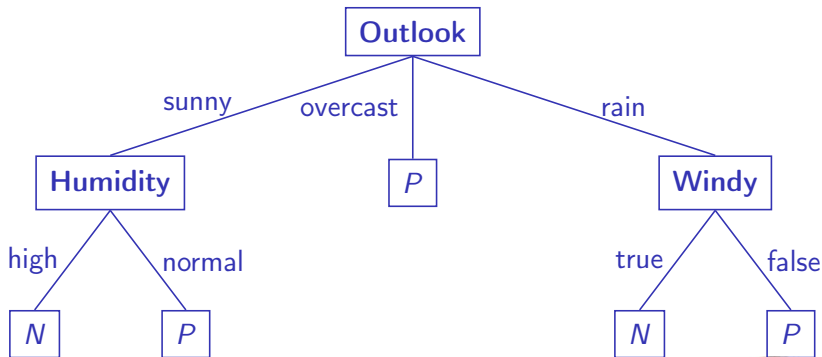 Outlook
sunny overcast rain
P
Humidity Windy
high normal true false
N P N P